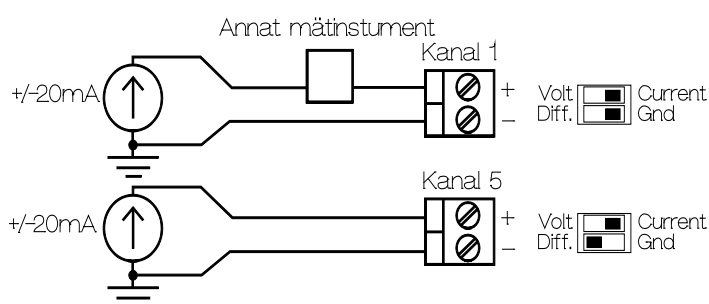 Annat mätinstument
Kanal 1
+/-20mA
+
−
Volt Current
Diff. Gnd
Kanal 5
+/-20mA
+
−
Volt Current
Diff. Gnd